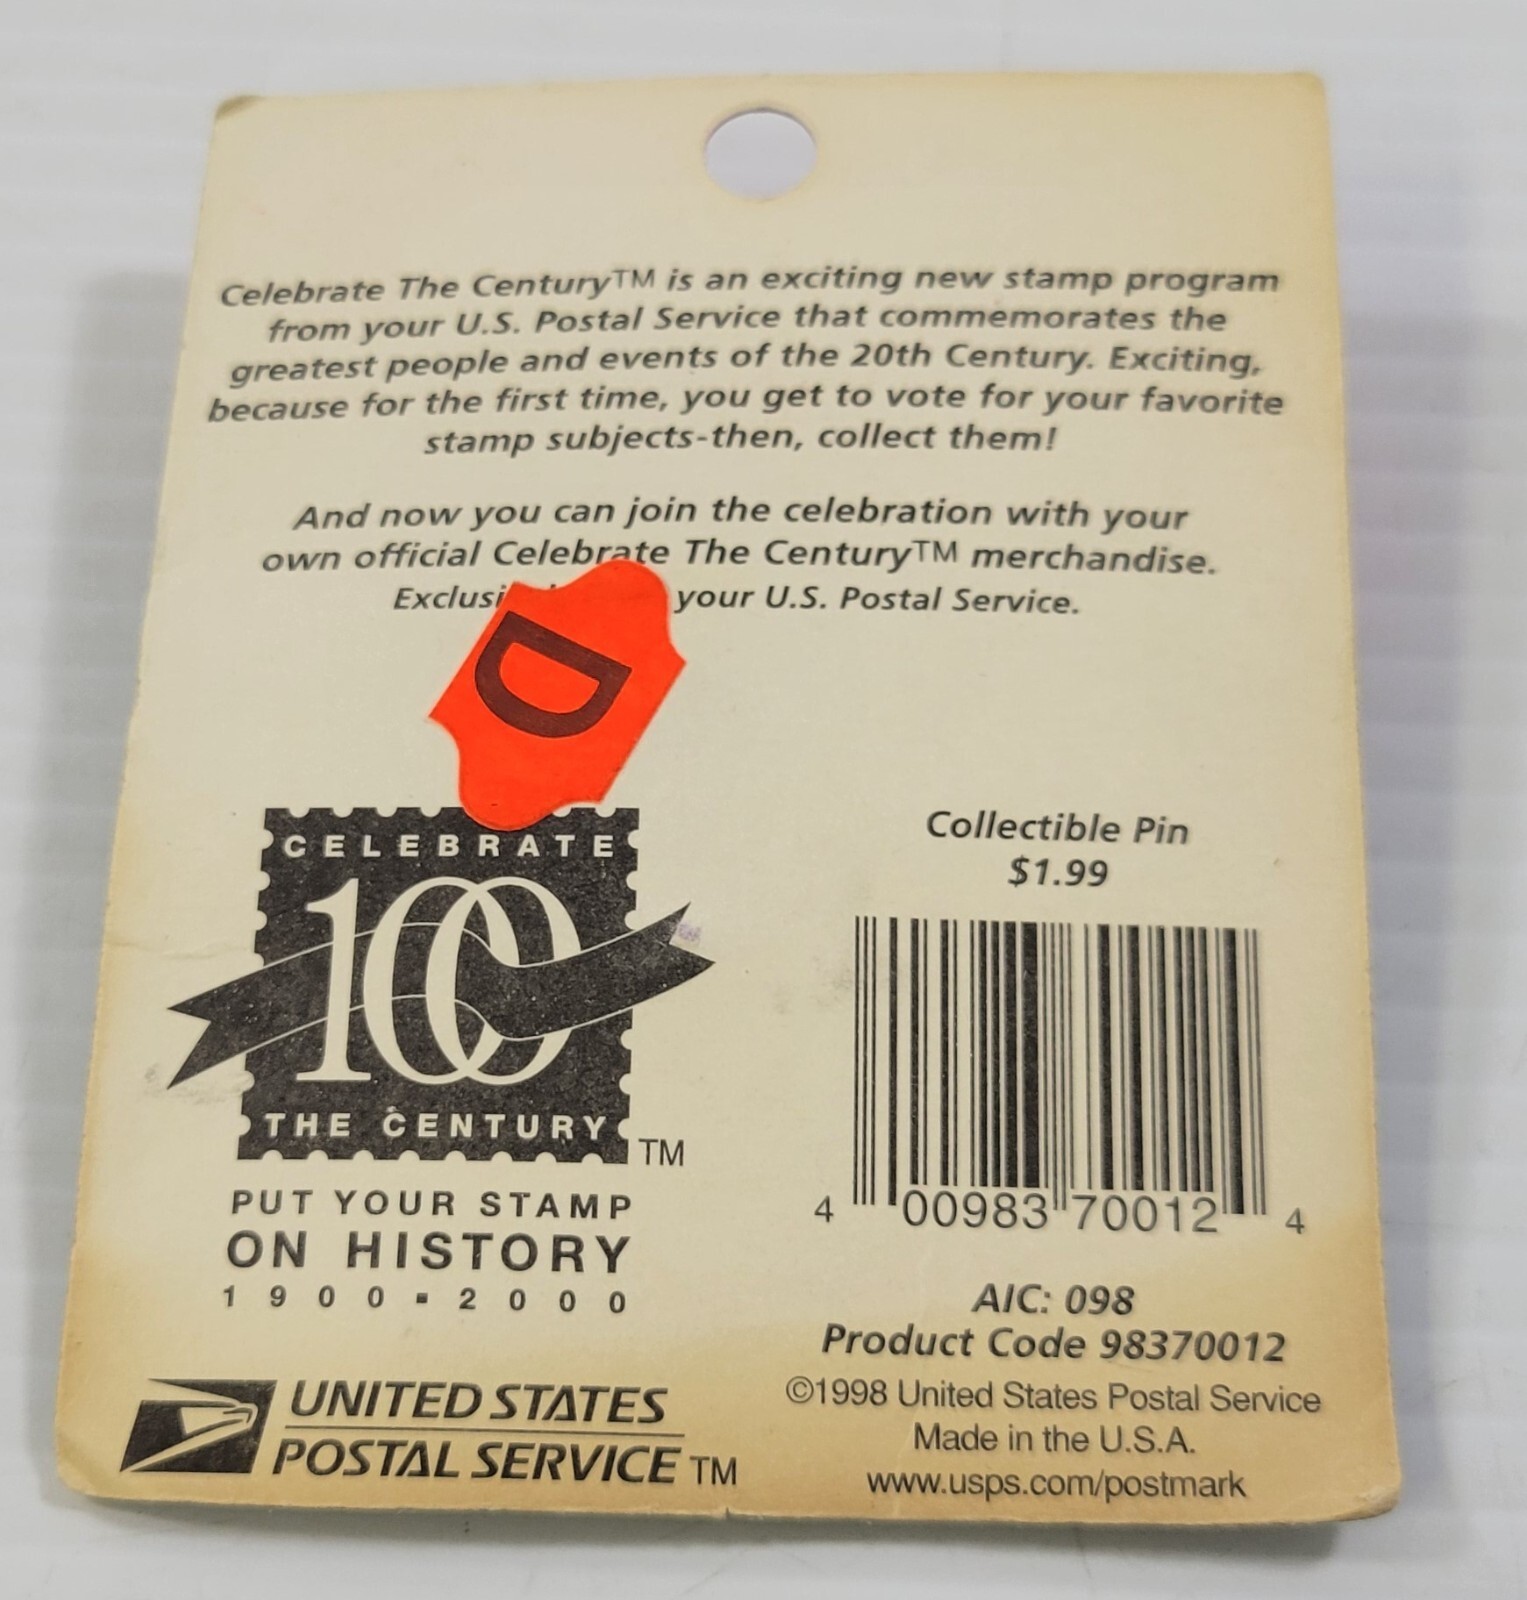 Celebrate The Century™ is an exciting new stamp program
from your U.S. Postal Service that commemorates the
greatest people and events of the 20th Century. Exciting,
because for the first time, you get to vote for your favorite
stamp subjects-then, collect them!
And now you can join the celebration with your
own official Celebrate The Century™ merchandise.
your U.S. Postal Service.
D
CELEBRATE
100
THE CENTURY TM
PUT YOUR STAMP
ON HISTORY
1900-2000
UNITED STATES
POSTAL SERVICE TM
Collectible Pin
$1.99
4 00983 70012 4
AIC: 098
Product Code 98370012
©1998 United States Postal Service
Made in the U.S.A.
www.usps.com/postmark